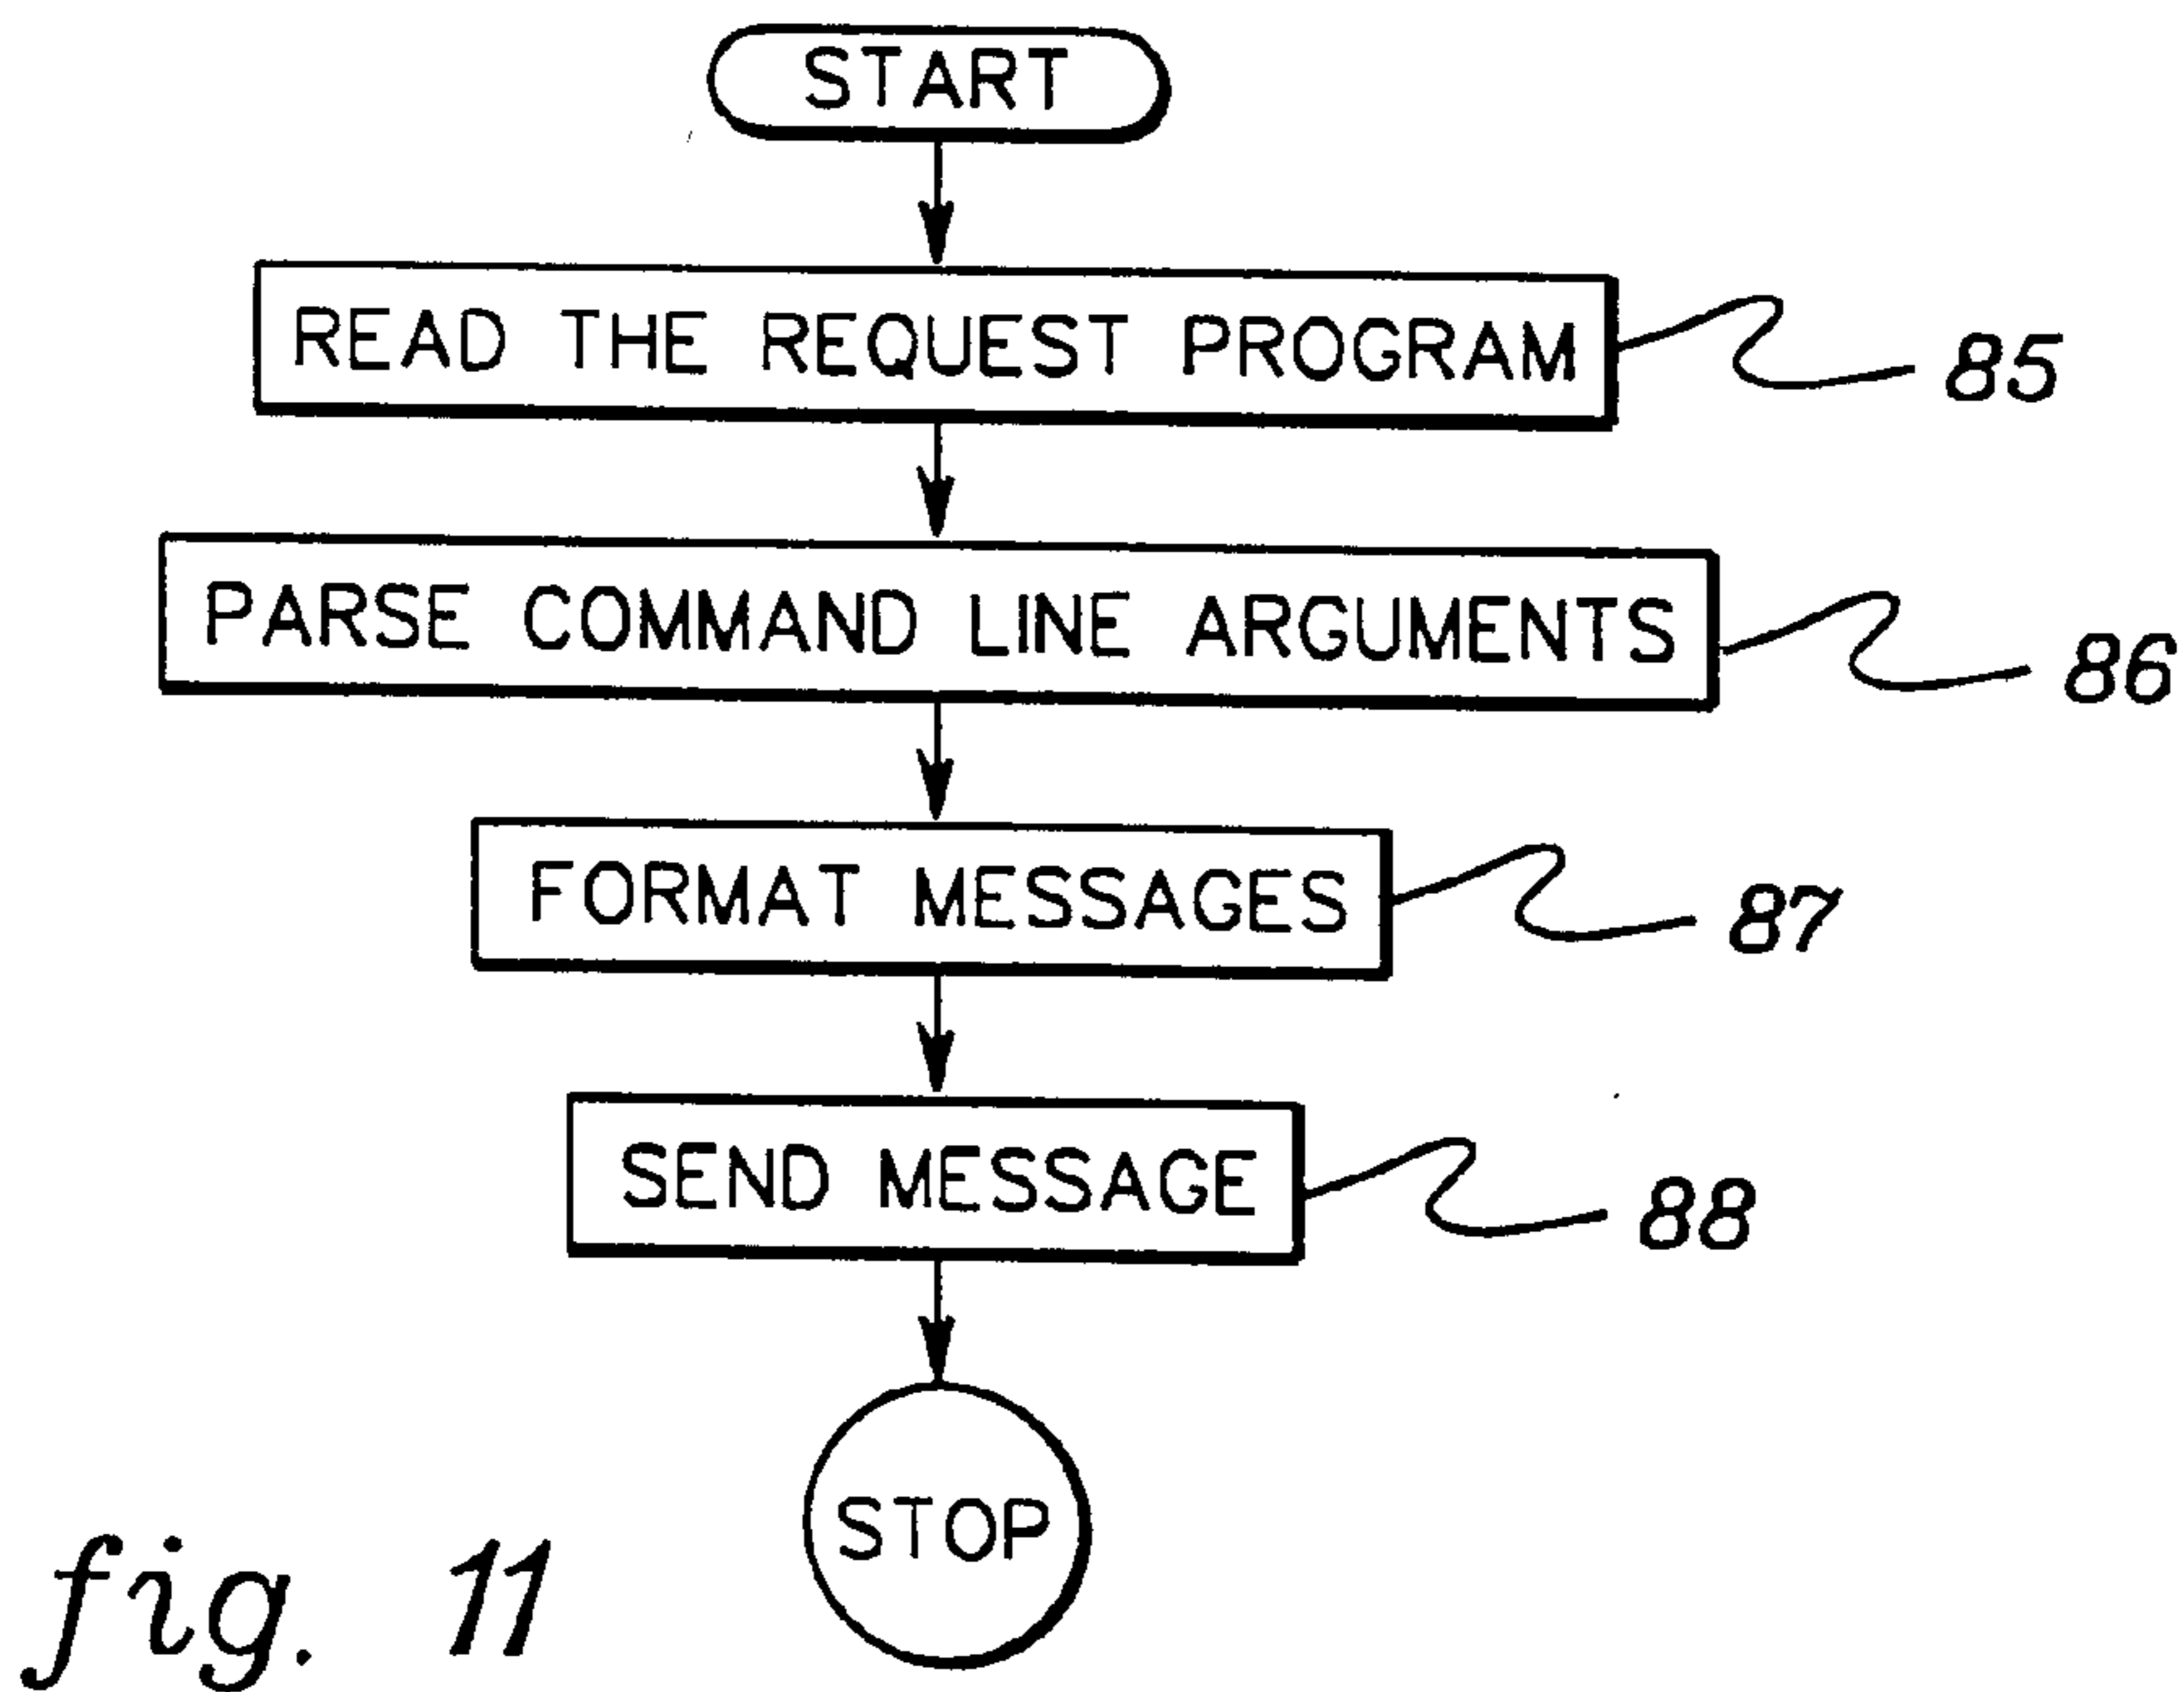 START
READ THE REQUEST PROGRAM
85
PARSE COMMAND LINE ARGUMENTS
86
FORMAT MESSAGES
87
SEND MESSAGE
88
STOP
fig. 11